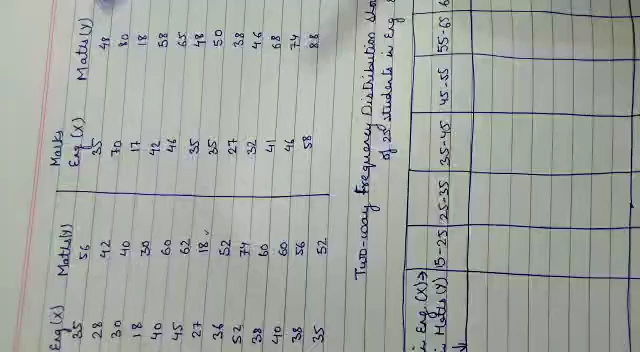 Eng(X) Maths(Y) Marks
35 56 Eng (X) Maths(Y)
28 42 35 48
30 40 70 80
18 30 17 18
40 60 42 58
45 62 46 65
27 18 35 48
36 52 35 50
52 74 27 38
38 60 32 46
40 60 41 68
38 56 46 74
35 52 58 88
Two-way Frequency Distribution
of 25 students in Eng
in Eng.(X)→
in Maths (Y) 15-25 25-35 35-45 45-55 55-65
↓